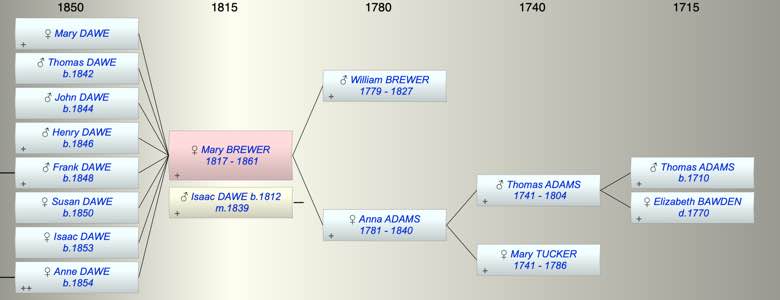 1850 1815 1780 1740 1715
♀ Mary DAWE
+
♂ Thomas DAWE
b.1842
♂ John DAWE
b.1844
♂ Henry DAWE
b.1846
+
♂ Frank DAWE
b.1848
+
♀ Susan DAWE
b.1850
♀ Isaac DAWE
b.1853
♀ Anne DAWE
b.1854
++
♀ Mary BREWER
1817 - 1861
+
♂ Isaac DAWE b.1812
m.1839
+
♂ William BREWER
1779 - 1827
+
♀ Anna ADAMS
1781 - 1840
+
♂ Thomas ADAMS
1741 - 1804
+
♀ Mary TUCKER
1741 - 1786
+
♂ Thomas ADAMS
b.1710
♀ Elizabeth BAWDEN
d.1770